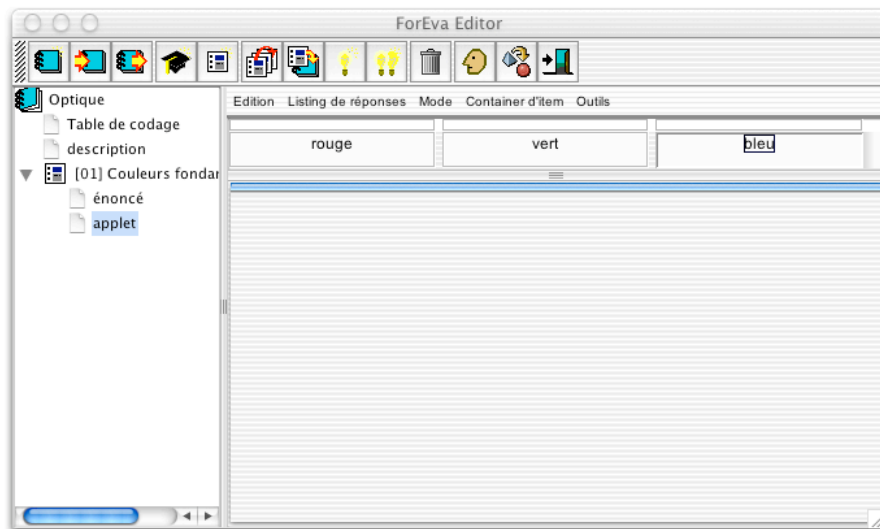 ForEva Editor
Optique
Table de codage
description
[01] Couleurs fondar
énoncé
applet
Edition Listing de réponses Mode Container d'item Outils
rouge vert bleu